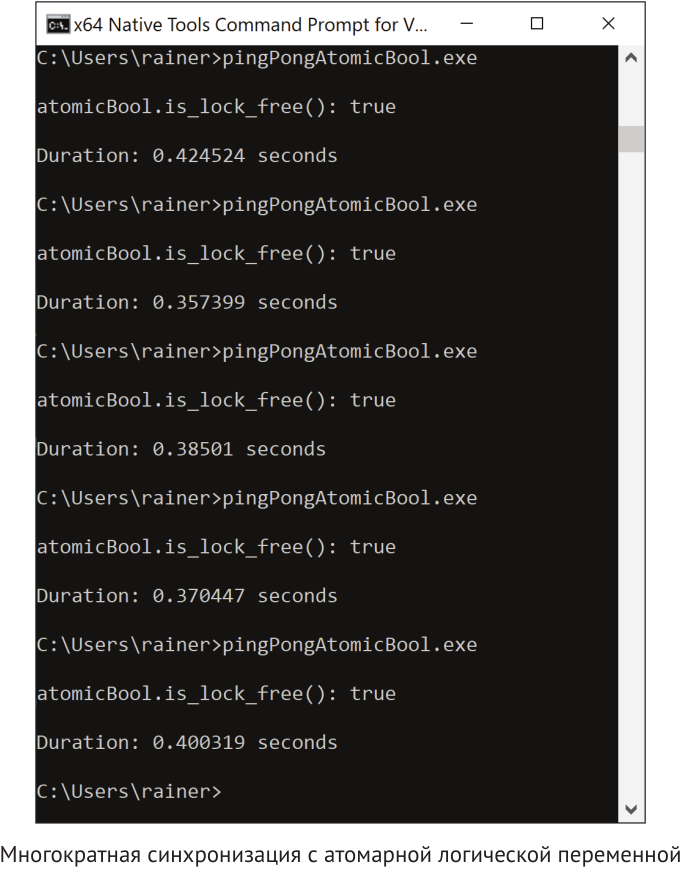 x64 Native Tools Command Prompt for V...
C:\Users\rainer>pingPongAtomicBool.exe
atomicBool.is_lock_free(): true
Duration: 0.424524 seconds
C:\Users\rainer>pingPongAtomicBool.exe
atomicBool.is_lock_free(): true
Duration: 0.357399 seconds
C:\Users\rainer>pingPongAtomicBool.exe
atomicBool.is_lock_free(): true
Duration: 0.38501 seconds
C:\Users\rainer>pingPongAtomicBool.exe
atomicBool.is_lock_free(): true
Duration: 0.370447 seconds
C:\Users\rainer>pingPongAtomicBool.exe
atomicBool.is_lock_free(): true
Duration: 0.400319 seconds
C:\Users\rainer>
Многократная синхронизация с атомарной логической переменной